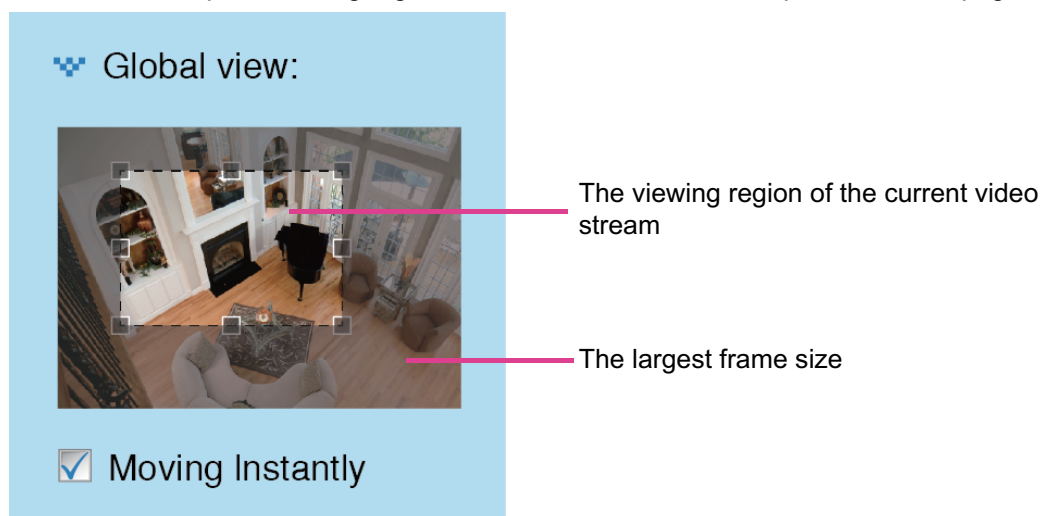 Global view:
The viewing region of the current video
stream
The largest frame size
Moving Instantly